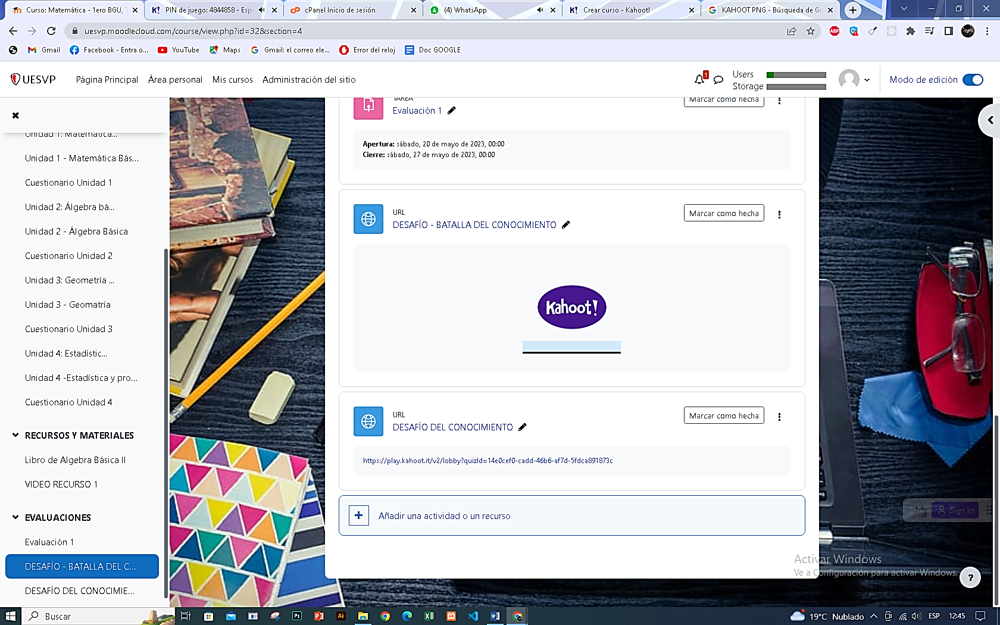 Curso: Matemática - 1ero BGU,
PIN de juego: 4844858 - Esp
cPanel Inicio de sesión
(4) WhatsApp
Crear curso - Kahoot!
KAHOOT PNG - Búsqueda de Go
uesvp.moodlecloud.com/course/view.php?id=32&section=4
Gmail
Facebook - Entra o...
YouTube
Maps
Gmail: el correo ele...
Error del reloj
Doc GOOGLE
UESVP
Página Principal
Área personal
Mis cursos
Administración del sitio
1
Users
Storage
Modo de edición
Unidad 1: Matemática...
Unidad 1 - Matemática Bás...
Cuestionario Unidad 1
Unidad 2: Álgebra bá...
Unidad 2 - Álgebra Básica
Cuestionario Unidad 2
Unidad 3: Geometría ...
Unidad 3 - Geomatría
Cuestionario Unidad 3
Unidad 4: Estadístic...
Unidad 4 -Estadística y pro...
Cuestionario Unidad 4
RECURSOS Y MATERIALES
Libro de Algebra Básica II
VIDEO RECURSO 1
EVALUACIONES
Evaluación 1
DESAFÍO - BATALLA DEL C...
DESAFÍO DEL CONOCIMIE...
TAREA
Evaluación 1
Marcar como hecha
Apertura: sábado, 20 de mayo de 2023, 00:00
Cierre: sábado, 27 de mayo de 2023, 00:00
URL
DESAFÍO - BATALLA DEL CONOCIMIENTO
Marcar como hecha
Kahoot!
URL
DESAFÍO DEL CONOCIMIENTO
Marcar como hecha
https://play.kahoot.it/v2/lobby?quizId=14e0cef0-cadd-46b6-af7d-5fdca891873c
Añadir una actividad o un recurso
Sign in
Activar Windows
Ve a Configuración para activar Windows.
?
Buscar
19°C Nublado
ESP
12:45